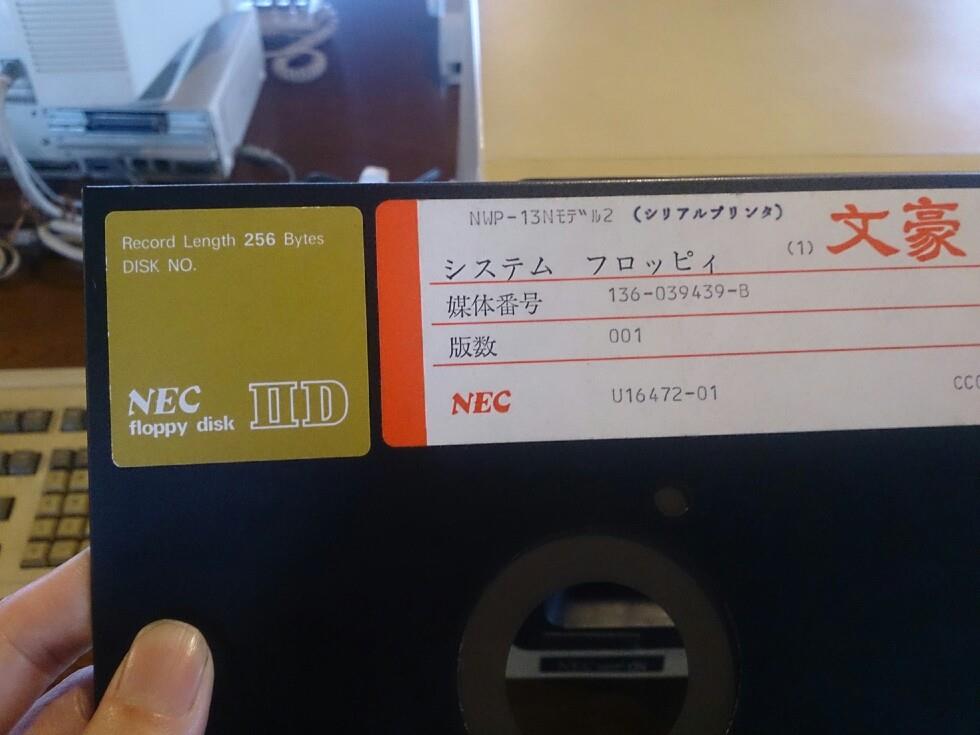 Record Length 256 Bytes
DISK NO.
NEC IID
floppy disk
NWP-13Nモデル2 (シリアルプリンタ)
文豪
システム フロッピィ (1)
媒体番号 136-039439-B
版数 001
NEC U16472-01